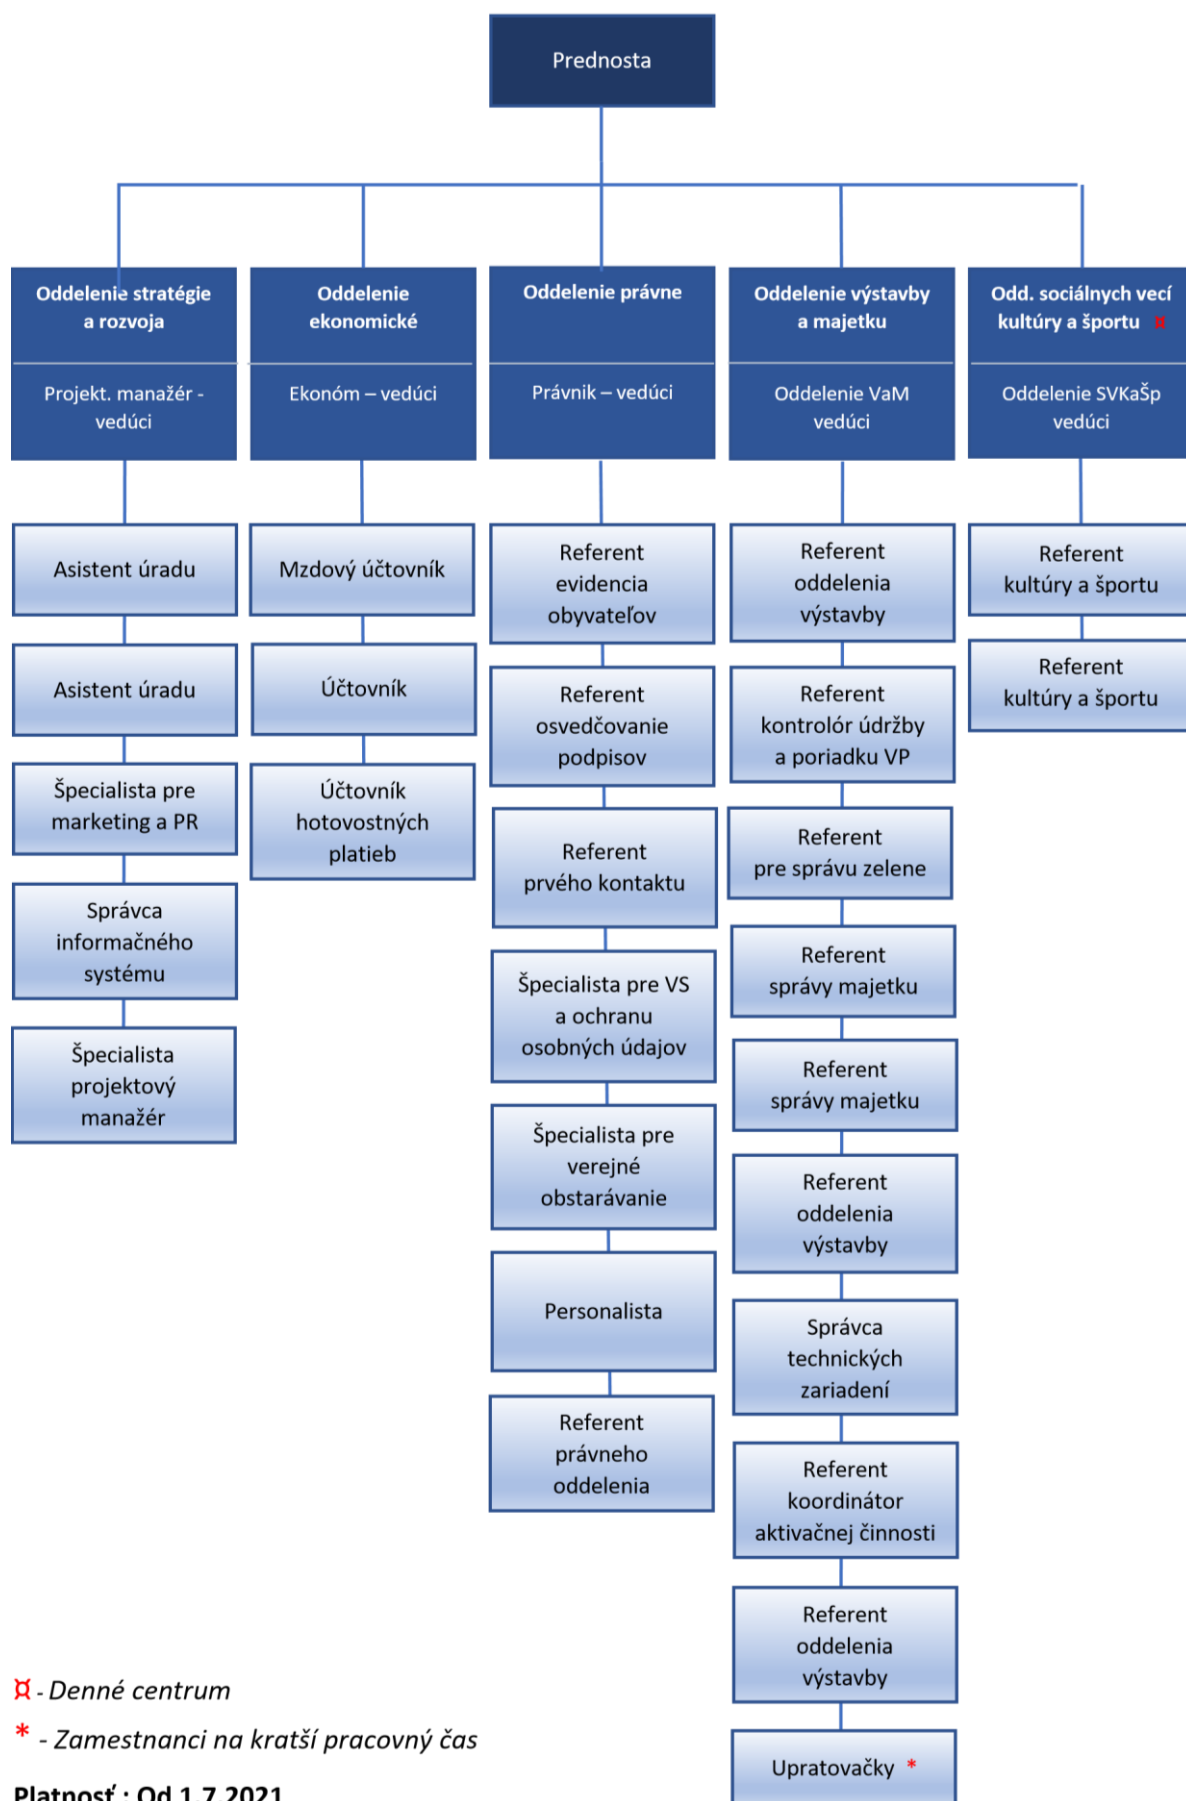 Prednosta
Oddelenie stratégie
a rozvoja
Projekt. manažér -
vedúci
Oddelenie
ekonomické
Ekonóm – vedúci
Oddelenie právne
Právnik – vedúci
Oddelenie výstavby
a majetku
Oddelenie VaM
vedúci
Odd. sociálnych vecí
kultúry a športu ¤
Oddelenie SVKaŠp
vedúci
Asistent úradu
Asistent úradu
Špecialista pre
marketing a PR
Správca
informačného
systému
Špecialista
projektový
manažér
Mzdový účtovník
Účtovník
Účtovník
hotovostných
platieb
Referent
evidencia
obyvateľov
Referent
osvedčovanie
podpisov
Referent
prvého kontaktu
Špecialista pre VS
a ochranu
osobných údajov
Špecialista pre
verejné
obstarávanie
Personalista
Referent
právneho
oddelenia
Referent
oddelenia
výstavby
Referent
kontrolór údržby
a poriadku VP
Referent
pre správu zelene
Referent
správy majetku
Referent
správy majetku
Referent
oddelenia
výstavby
Správca
technických
zariadení
Referent
koordinátor
aktivačnej činnosti
Referent
oddelenia
výstavby
Upratovačky *
Referent
kultúry a športu
Referent
kultúry a športu
¤ - Denné centrum
* - Zamestnanci na kratší pracovný čas
Platnosť : Od 1.7.2021